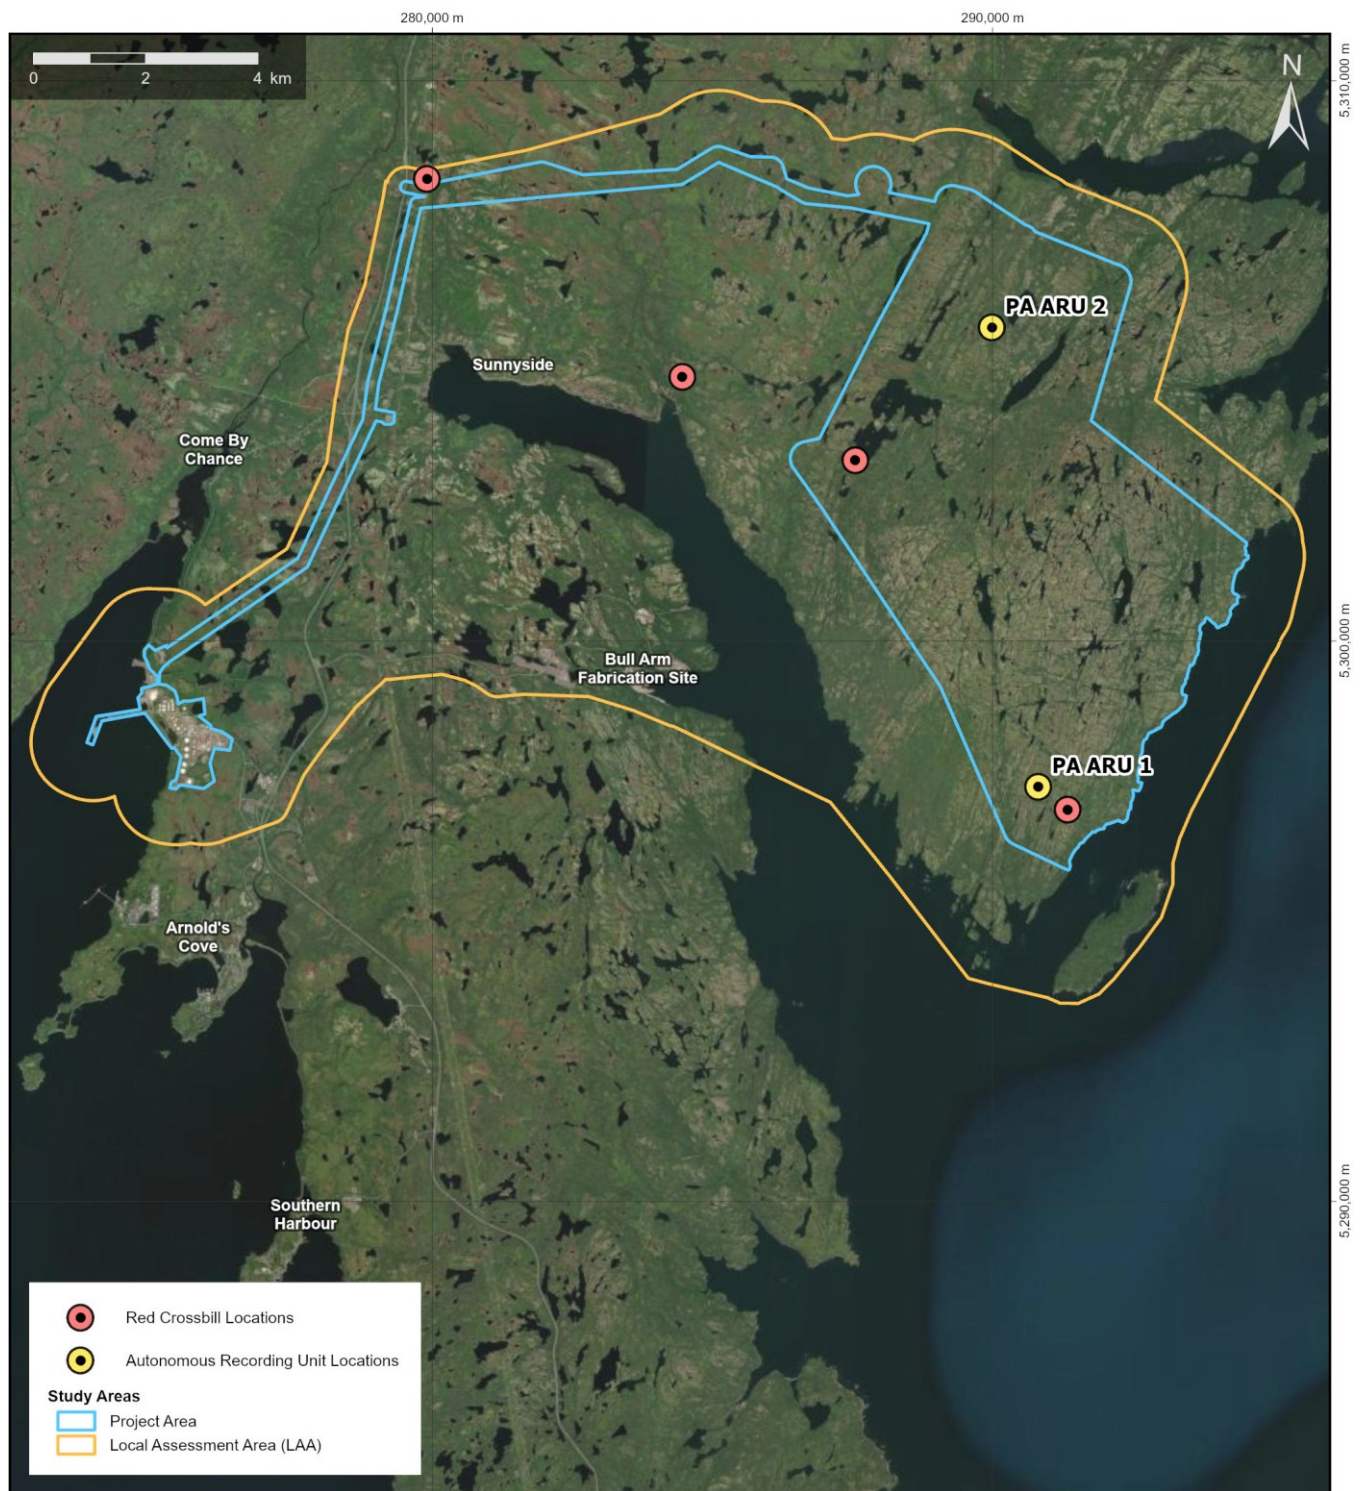 280,000 m
290,000 m
0 2 4 km
N
5,310,000 m
PA ARU 2
Sunnyside
Come By
Chance
5,300,000 m
Bull Arm
Fabrication Site
PA ARU 1
Arnold's
Cove
5,290,000 m
Southern
Harbour
Red Crossbill Locations
Autonomous Recording Unit Locations
Study Areas
Project Area
Local Assessment Area (LAA)